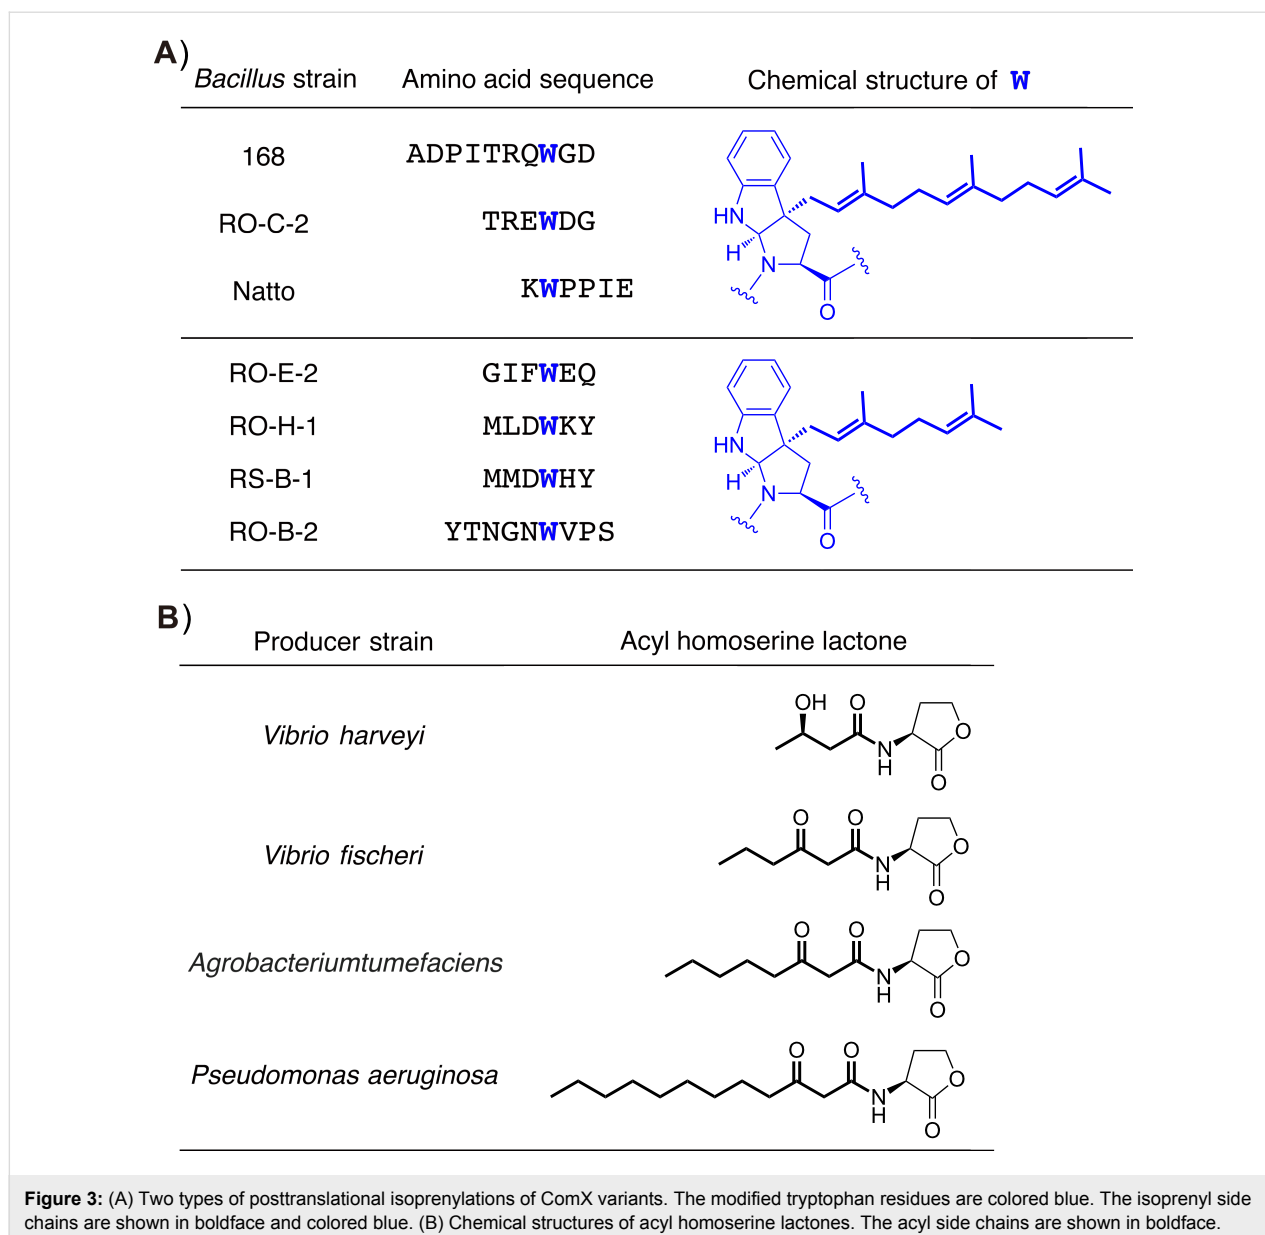 A)
Bacillus strain Amino acid sequence Chemical structure of W
168 ADPITRQWGD
RO-C-2 TREWDG
Natto KWPPIE
HN
H
N
O
RO-E-2 GIFWEQ
RO-H-1 MLDWKY
RS-B-1 MMDWHY
RO-B-2 YTNGNWVPS
HN
H
N
O
B)
Producer strain Acyl homoserine lactone
Vibrio harveyi
OH O
O
N
H
O
Vibrio fischeri
O O
O
N
H
O
Agrobacteriumtumefaciens
O O
O
N
H
O
Pseudomonas aeruginosa
O O
O
N
H
O
Figure 3: (A) Two types of posttranslational isoprenylations of ComX variants. The modified tryptophan residues are colored blue. The isoprenyl side
chains are shown in boldface and colored blue. (B) Chemical structures of acyl homoserine lactones. The acyl side chains are shown in boldface.